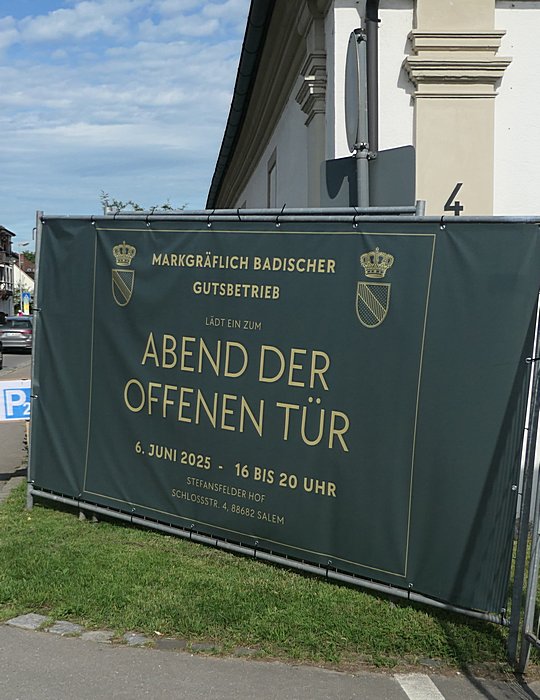 4
MARKGRÄFLICH BADISCHER
GUTSBETRIEB
LÄDT EIN ZUM
ABEND DER
OFFENEN TÜR
6. JUNI 2025 - 16 BIS 20 UHR
STEFANSFELDER HOF
SCHLOSSSTR. 4, 88682 SALEM
P2